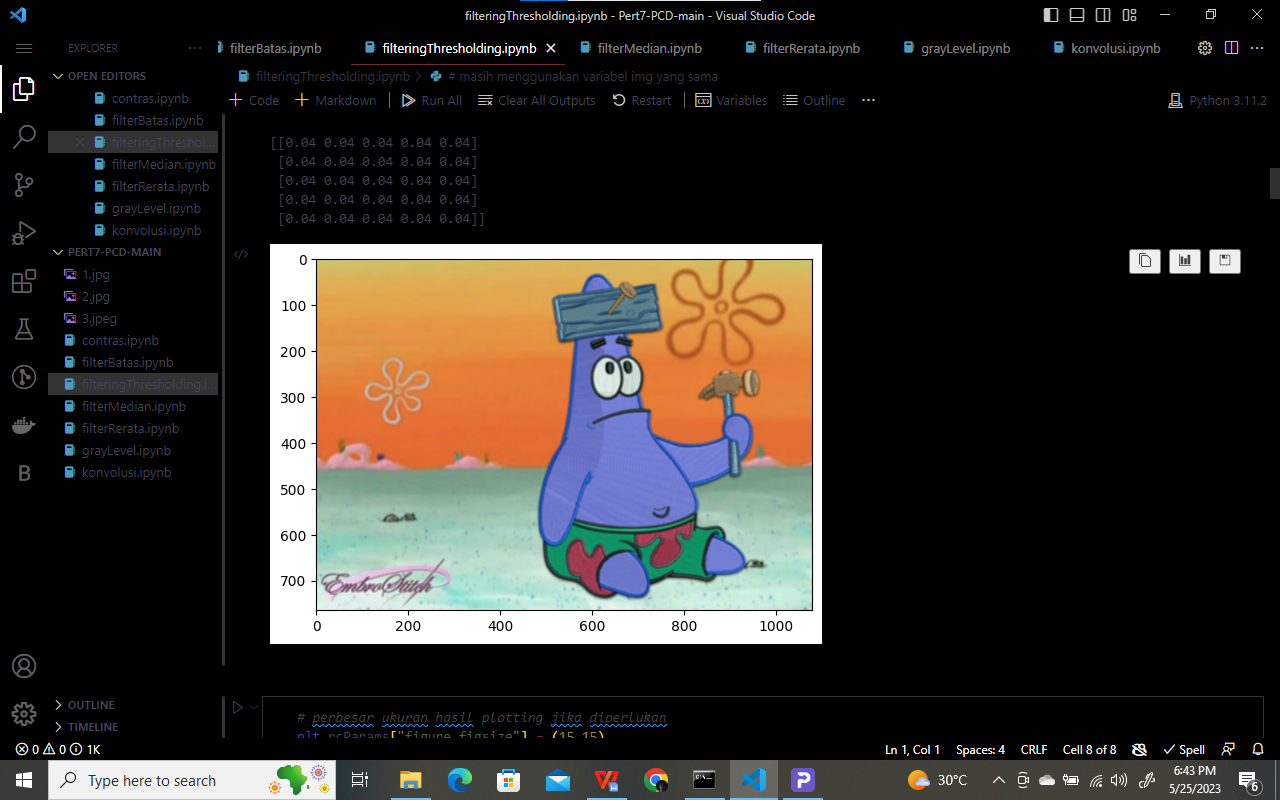 filteringThresholding.ipynb - Pert7-PCD-main - Visual Studio Code
EXPLORER
filterBatas.ipynb
filteringThresholding.ipynb
filterMedian.ipynb
filterRerata.ipynb
grayLevel.ipynb
konvolusi.ipynb
filteringThresholding.ipynb > # masih menggunakan variabel img yang sama
Code
Markdown
Run All
Clear All Outputs
Restart
Variables
Outline
Python 3.11.2
OPEN EDITORS
contras.ipynb
filterBatas.ipynb
filteringThreshol...
filterMedian.ipynb
filterRerata.ipynb
grayLevel.ipynb
konvolusi.ipynb
PERT7-PCD-MAIN
1.jpg
2.jpg
3.jpeg
contras.ipynb
filterBatas.ipynb
filteringThresholding.i...
filterMedian.ipynb
filterRerata.ipynb
grayLevel.ipynb
konvolusi.ipynb
OUTLINE
TIMELINE
[[0.04 0.04 0.04 0.04 0.04]
[0.04 0.04 0.04 0.04 0.04]
[0.04 0.04 0.04 0.04 0.04]
[0.04 0.04 0.04 0.04 0.04]
[0.04 0.04 0.04 0.04 0.04]]
0
100
200
300
400
500
600
700
EmbroStitch
0 200 400 600 800 1000
# perbesar ukuran hasil plotting jika diperlukan
plt.rcParams["figure.figsize"] = (15,15)
0 0 1K
Ln 1, Col 1
Spaces: 4
CRLF
Cell 8 of 8
Spell
Type here to search
30°C
6:43 PM
5/25/2023
6